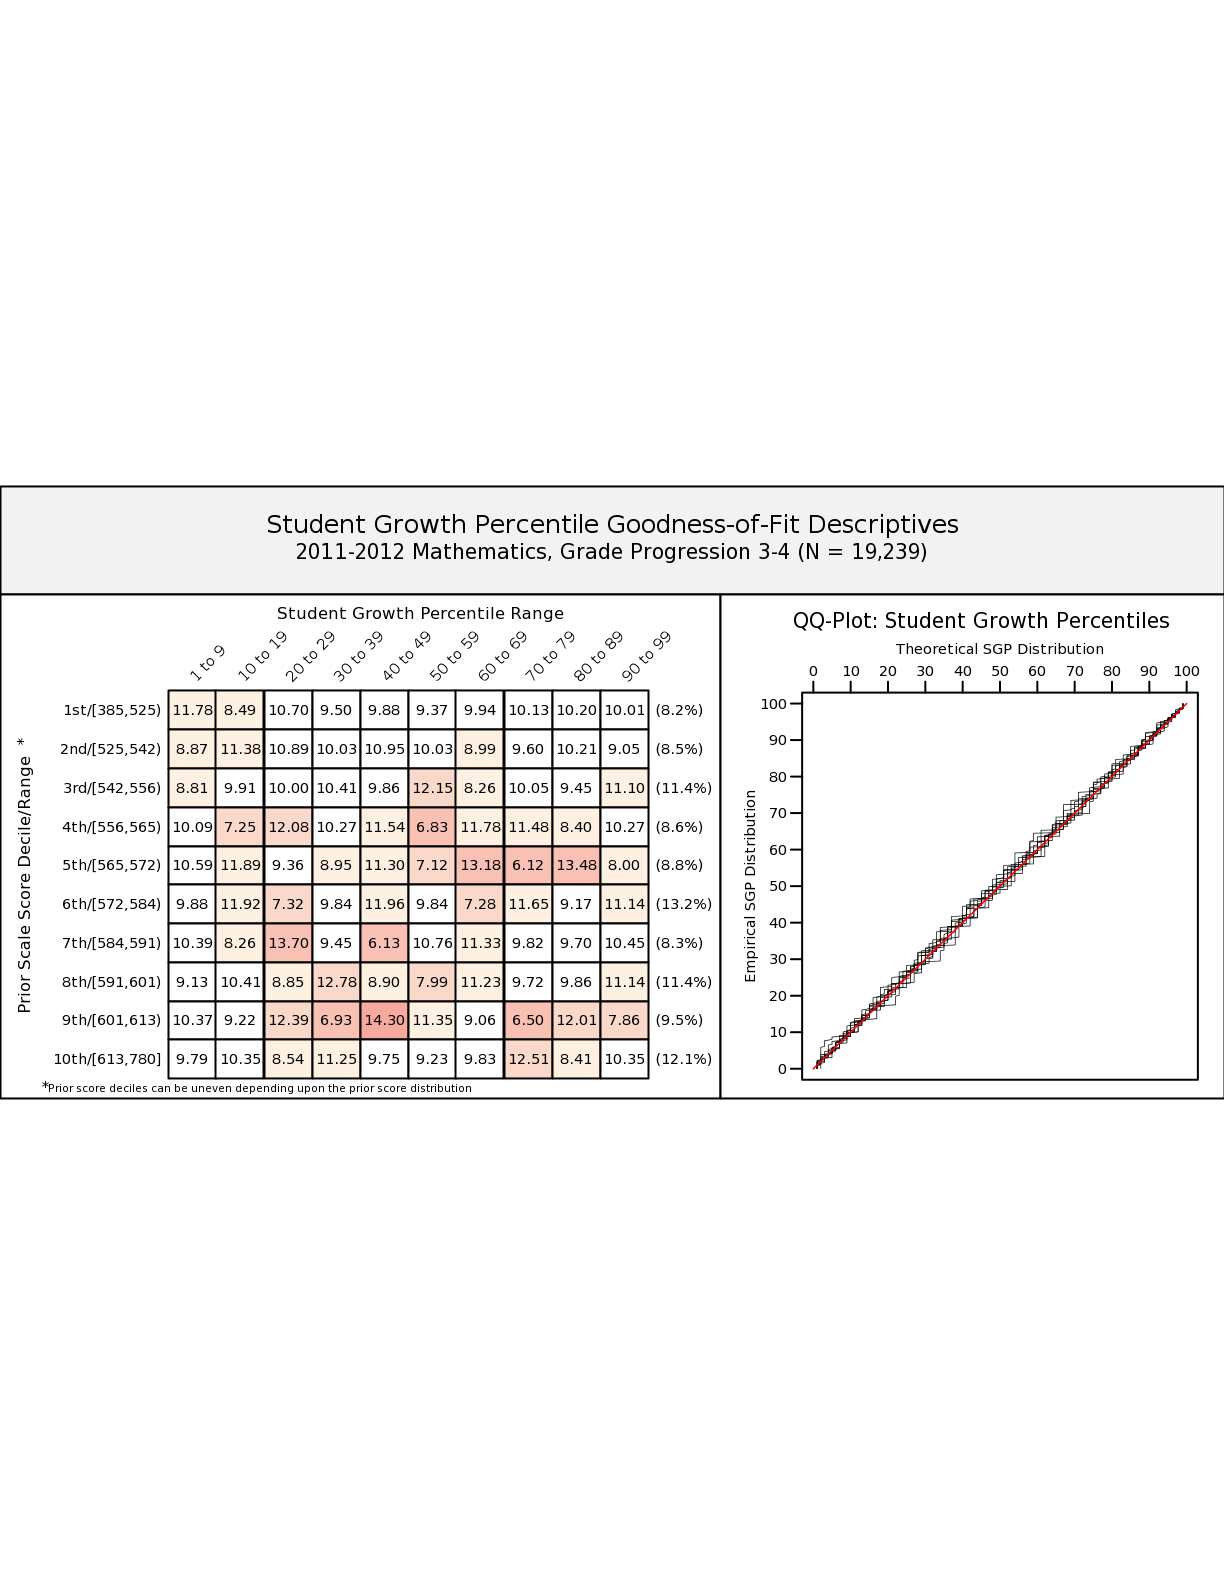 Student Growth Percentile Goodness-of-Fit Descriptives
2011-2012 Mathematics, Grade Progression 3-4 (N = 19,239)
Student Growth Percentile Range
1 to 9 10 to 19 20 to 29 30 to 39 40 to 49 50 to 59 60 to 69 70 to 79 80 to 89 90 to 99
Prior Scale Score Decile/Range *
1st/[385,525) 11.78 8.49 10.70 9.50 9.88 9.37 9.94 10.13 10.20 10.01 (8.2%)
2nd/[525,542) 8.87 11.38 10.89 10.03 10.95 10.03 8.99 9.60 10.21 9.05 (8.5%)
3rd/[542,556) 8.81 9.91 10.00 10.41 9.86 12.15 8.26 10.05 9.45 11.10 (11.4%)
4th/[556,565) 10.09 7.25 12.08 10.27 11.54 6.83 11.78 11.48 8.40 10.27 (8.6%)
5th/[565,572) 10.59 11.89 9.36 8.95 11.30 7.12 13.18 6.12 13.48 8.00 (8.8%)
6th/[572,584) 9.88 11.92 7.32 9.84 11.96 9.84 7.28 11.65 9.17 11.14 (13.2%)
7th/[584,591) 10.39 8.26 13.70 9.45 6.13 10.76 11.33 9.82 9.70 10.45 (8.3%)
8th/[591,601) 9.13 10.41 8.85 12.78 8.90 7.99 11.23 9.72 9.86 11.14 (11.4%)
9th/[601,613) 10.37 9.22 12.39 6.93 14.30 11.35 9.06 6.50 12.01 7.86 (9.5%)
10th/[613,780] 9.79 10.35 8.54 11.25 9.75 9.23 9.83 12.51 8.41 10.35 (12.1%)
*Prior score deciles can be uneven depending upon the prior score distribution
QQ-Plot: Student Growth Percentiles
Theoretical SGP Distribution
0 10 20 30 40 50 60 70 80 90 100
Empirical SGP Distribution
100
90
80
70
60
50
40
30
20
10
0